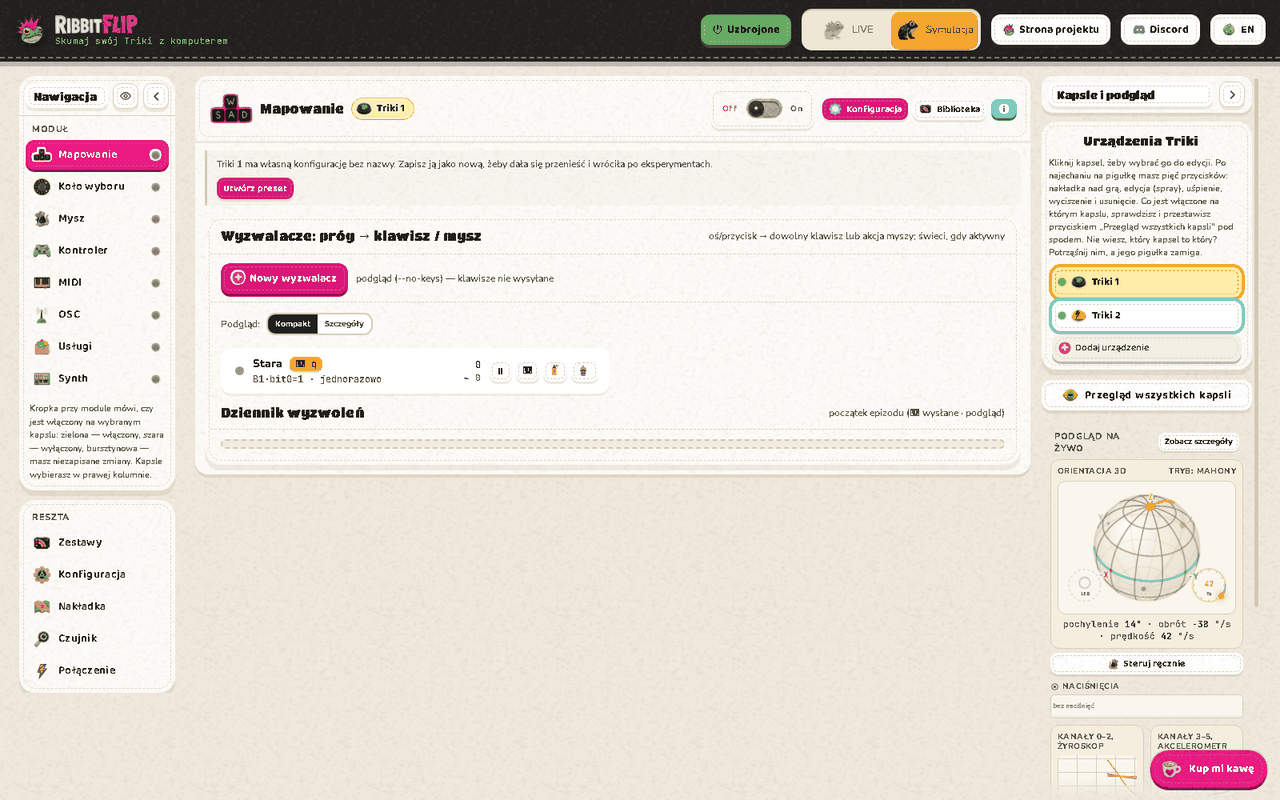 RIBBITFLIP
Skumaj swój Triki z komputerem
Uzbrojone
LIVE
Symulacja
Strona projektu
Discord
EN
Nawigacja
MODUŁ
Mapowanie
Koło wyboru
Mysz
Kontroler
MIDI
OSC
Usługi
Synth
Kropka przy module mówi, czy
jest włączony na wybranym
kapslu: zielona — włączony, szara
— wyłączony, bursztynowa —
masz niezapisane zmiany. Kapsle
wybierasz w prawej kolumnie.
RESZTA
Zestawy
Konfiguracja
Nakładka
Czujnik
Połączenie
W
S A D
Mapowanie
Triki 1
Off
On
Konfiguracja
Biblioteka
Triki 1 ma własną konfigurację bez nazwy. Zapisz ją jako nową, żeby dała się przenieść i wróciła po eksperymentach.
Utwórz preset
Wyzwalacze: próg → klawisz / mysz
oś/przycisk → dowolny klawisz lub akcja myszy; świeci, gdy aktywny
Nowy wyzwalacz
podgląd (--no-keys) — klawisze nie wysyłane
Podgląd:
Kompakt
Szczegóły
Stara
q
0
B1·bit0=1 · jednorazowo
~ 0
Dziennik wyzwoleń
początek epizodu (
wysłane · podgląd)
Kapsle i podgląd
Urządzenia Triki
Kliknij kapsel, żeby wybrać go do edycji. Po
najechaniu na pigułkę masz pięć przycisków:
nakładka nad grą, edycja (spray), uśpienie,
wyciszenie i usunięcie. Co jest włączone na
którym kapslu, sprawdzisz i przestawisz
przyciskiem „Przegląd wszystkich kapsli" pod
spodem. Nie wiesz, który kapsel to który?
Potrząśnij nim, a jego pigułka zamiga.
Triki 1
Triki 2
Dodaj urządzenie
Przegląd wszystkich kapsli
PODGLĄD NA
ŻYWO
Zobacz szczegóły
ORIENTACJA 3D
TRYB: MAHONY
Z
Y
X
-Y
LED
42
°/s
pochylenie 14° · obrót -38 °/s
· prędkość 42 °/s
Steruj ręcznie
NACIŚNIĘCIA
bez naciśnięć
KANAŁY 0–2,
ŻYROSKOP
KANAŁY 3–5,
AKCELEROMETR
Kup mi kawę